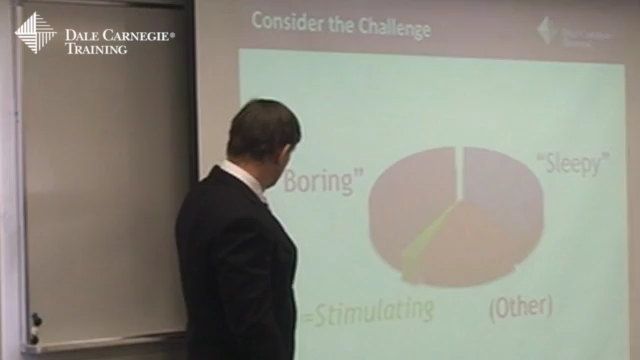 DALE CARNEGIE®
TRAINING
Consider the Challenge
"Boring"
"Sleepy"
=Stimulating
(Other)